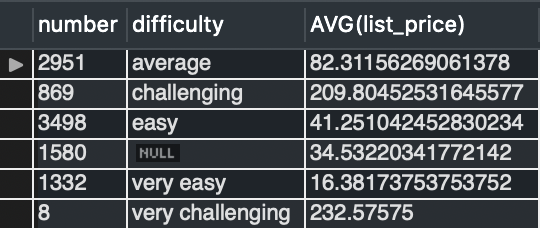 number difficulty AVG(list_price)
2951 average 82.31156269061378
869 challenging 209.80452531645577
3498 easy 41.251042452830234
1580 NULL 34.53220341772142
1332 very easy 16.38173753753752
8 very challenging 232.57575